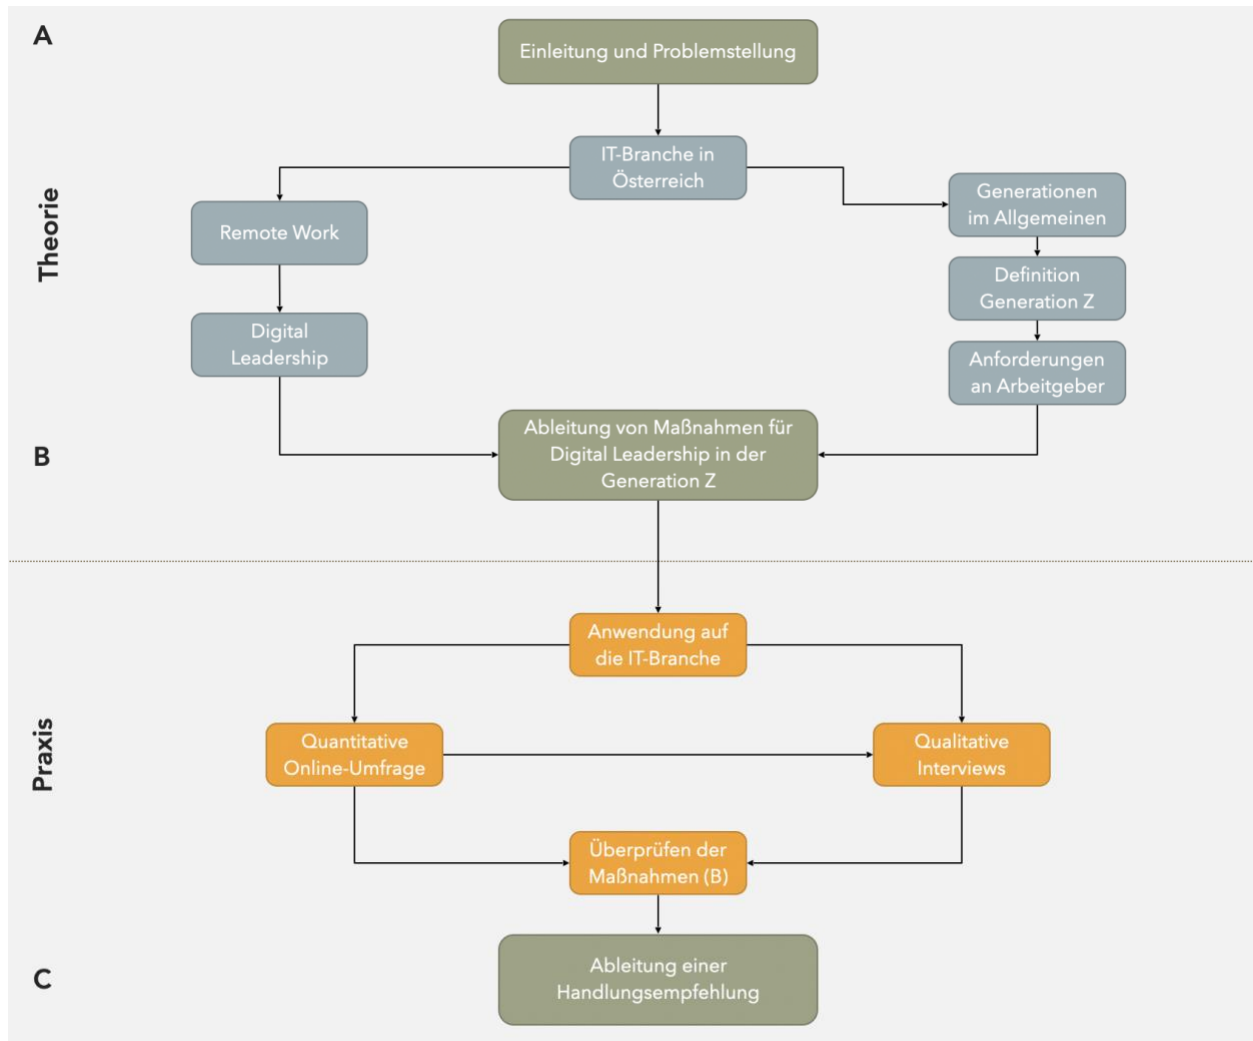 A
Einleitung und Problemstellung
IT-Branche in
Österreich
Theorie
Remote Work
Digital
Leadership
Generationen
im Allgemeinen
Definition
Generation Z
Anforderungen
an Arbeitgeber
B
Ableitung von Maßnahmen für
Digital Leadership in der
Generation Z
Praxis
Anwendung auf
die IT-Branche
Quantitative
Online-Umfrage
Qualitative
Interviews
Überprüfen der
Maßnahmen (B)
C
Ableitung einer
Handlungsempfehlung